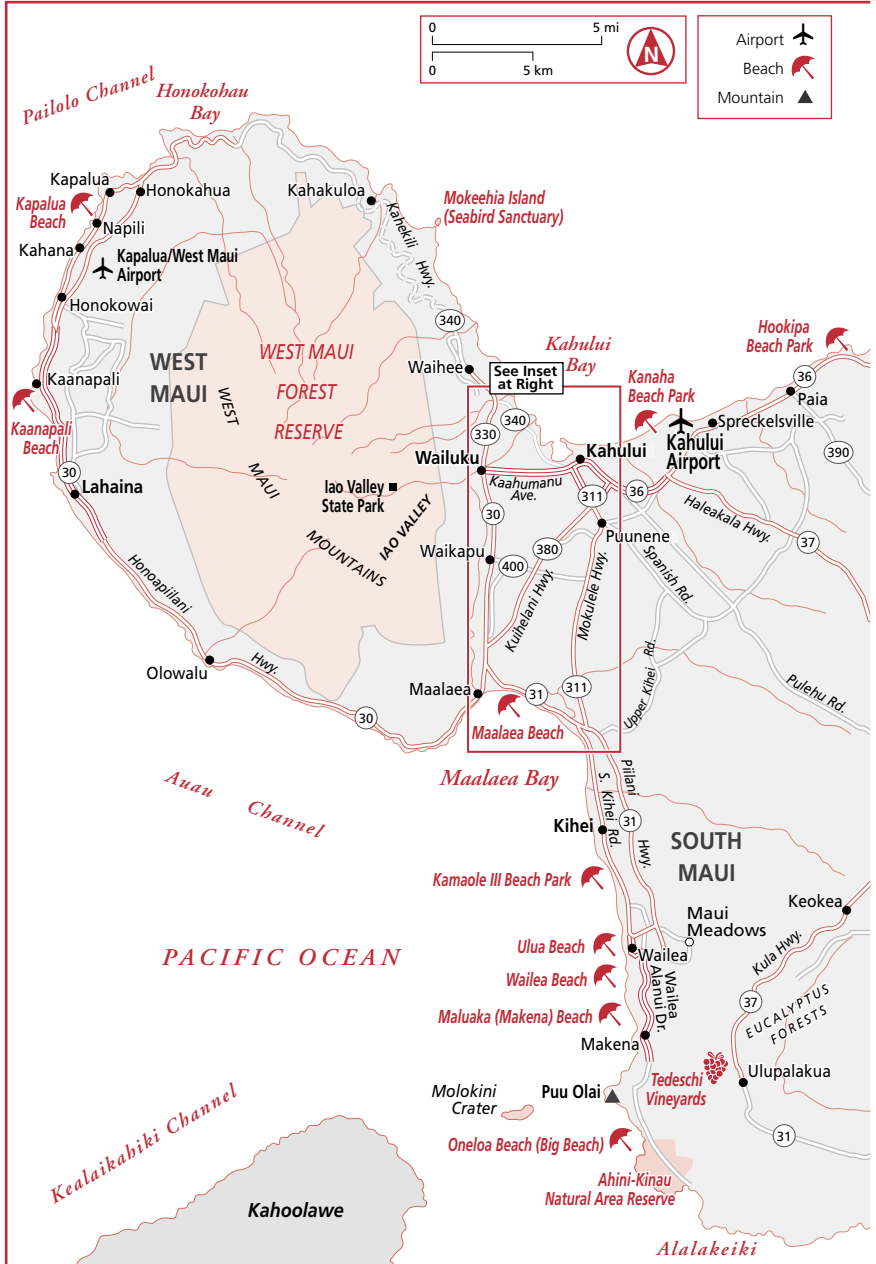 0 5 mi
0 5 km
N
Airport
Beach
Mountain
Pailolo Channel
Honokohau
Bay
Kapalua
Honokahua
Kapalua
Beach
Napili
Kahana
Kapalua/West Maui
Airport
Honokowai
Kahakuloa
Mokeehia Island
(Seabird Sanctuary)
Kahekili Hwy.
340
WEST
MAUI
WEST MAUI
FOREST
RESERVE
Waihee
See Inset
at Right
Kahului
Bay
Hookipa
Beach Park
Kaanapali
Kaanapali
Beach
Kanaha
Beach Park
36
Paia
Spreckelsville
Kahului
Airport
390
330
340
Wailuku
Kahului
Kaahumanu
Ave.
311
36
Haleakala Hwy.
37
30
Lahaina
WEST MAUI MOUNTAINS
Iao Valley
State Park
IAO VALLEY
30
Puunene
Waikapu
400
380
Kuihelani Hwy.
Mokulele Hwy.
Spanish Rd.
Honoapiilani Hwy.
Olowalu
30
Maalaea
31
311
Upper Kihei Rd.
Pulehu Rd.
Maalaea Beach
Maalaea Bay
Auau Channel
S. Kihei Rd.
Piilani Hwy.
31
Kihei
SOUTH
MAUI
Kamaole III Beach Park
Maui
Meadows
Keokea
Kula Hwy.
PACIFIC OCEAN
Ulua Beach
Wailea
Wailea Beach
Wailea
Alanui Dr.
37
EUCALYPTUS
FORESTS
Maluaka (Makena) Beach
Makena
Tedeschi
Vineyards
Ulupalakua
Molokini
Crater
Puu Olai
31
Oneloa Beach (Big Beach)
Kealaikahiki Channel
Ahini-Kinau
Natural Area Reserve
Kahoolawe
Alalakeiki